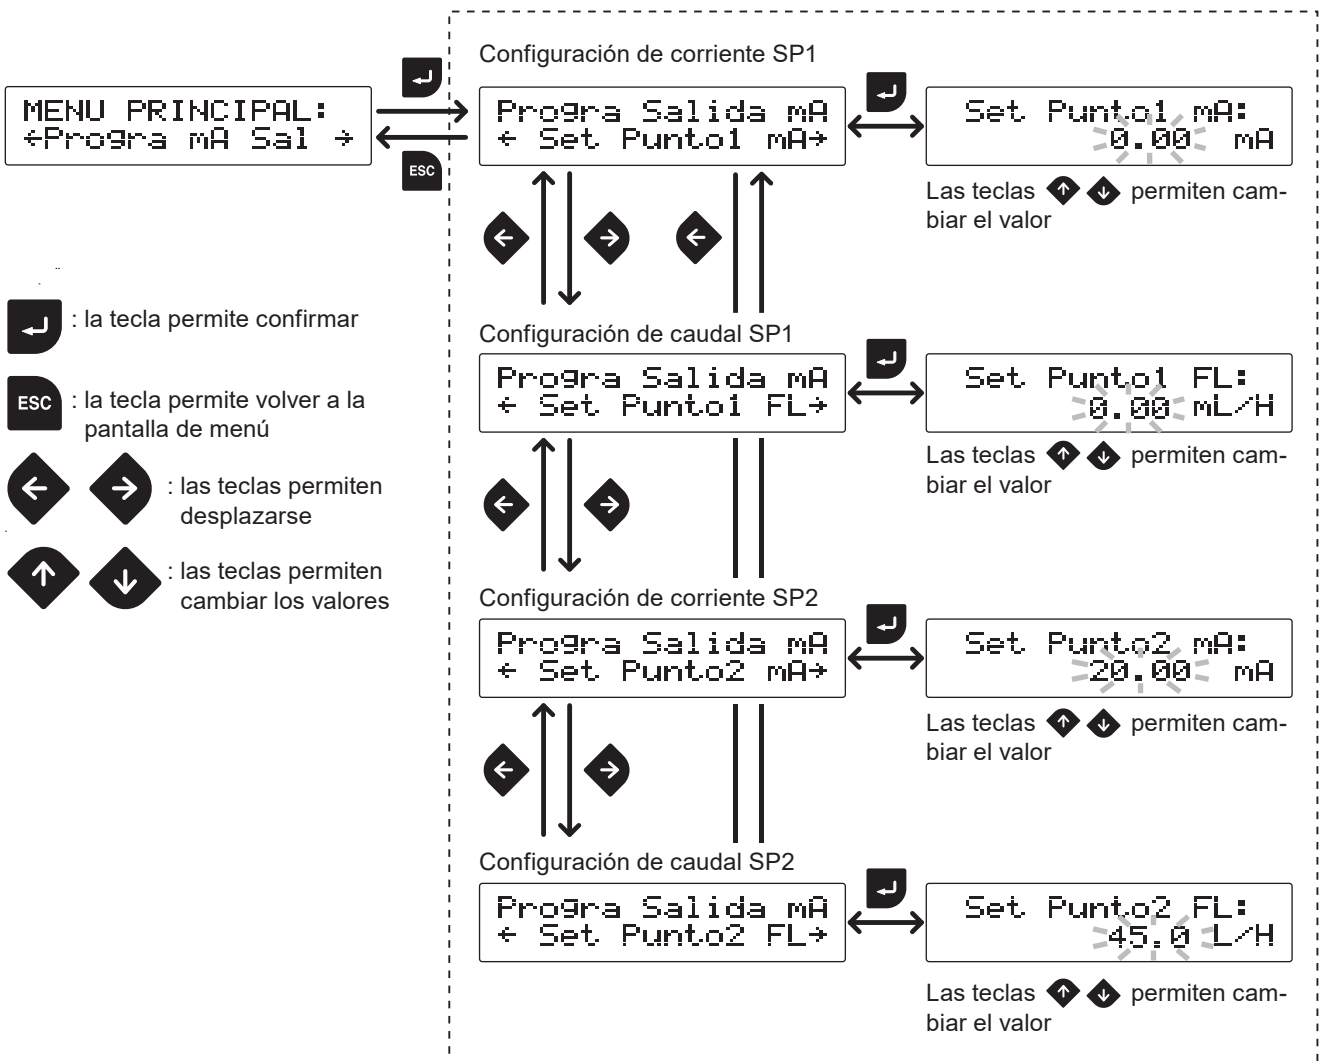 Configuración de corriente SP1
MENU PRINCIPAL:
←Progra mA Sal →
ESC
Progra Salida mA
← Set Punto1 mA→
Set Punto1 mA:
0.00 mA
Las teclas permiten cam-
biar el valor
: la tecla permite confirmar
ESC
: la tecla permite volver a la
pantalla de menú
: las teclas permiten
desplazarse
: las teclas permiten
cambiar los valores
Configuración de caudal SP1
Progra Salida mA
← Set Punto1 FL→
Set Punto1 FL:
0.00 mL/H
Las teclas permiten cam-
biar el valor
Configuración de corriente SP2
Progra Salida mA
← Set Punto2 mA→
Set Punto2 mA:
20.00 mA
Las teclas permiten cam-
biar el valor
Configuración de caudal SP2
Progra Salida mA
← Set Punto2 FL→
Set Punto2 FL:
45.0 L/H
Las teclas permiten cam-
biar el valor